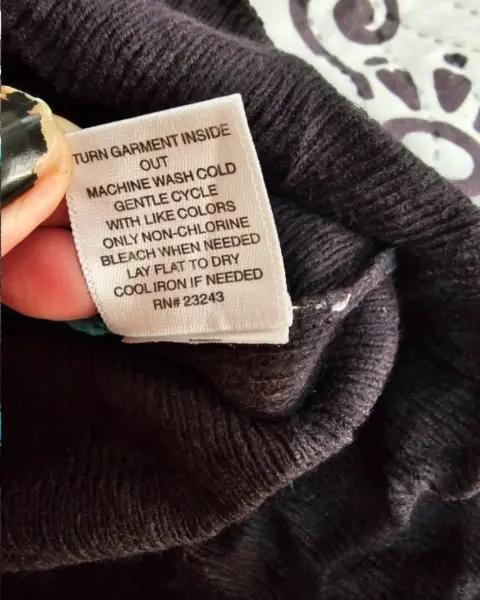 TURN GARMENT INSIDE
OUT
MACHINE WASH COLD
GENTLE CYCLE
WITH LIKE COLORS
ONLY NON-CHLORINE
BLEACH WHEN NEEDED
LAY FLAT TO DRY
COOL IRON IF NEEDED
RN# 23243